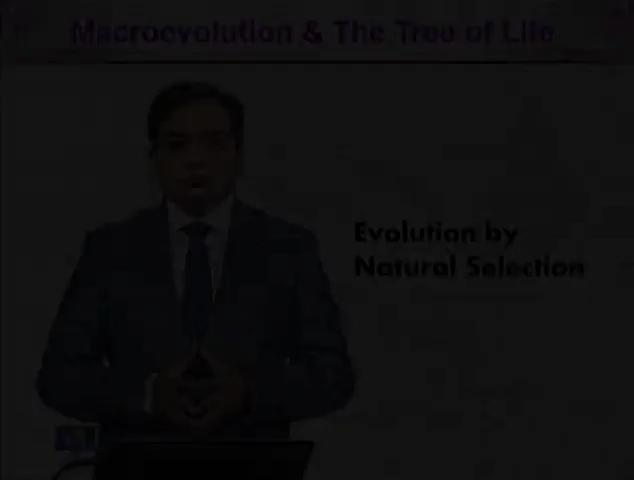 Macroevolution & The Tree of Life
Evolution by
Natural Selection